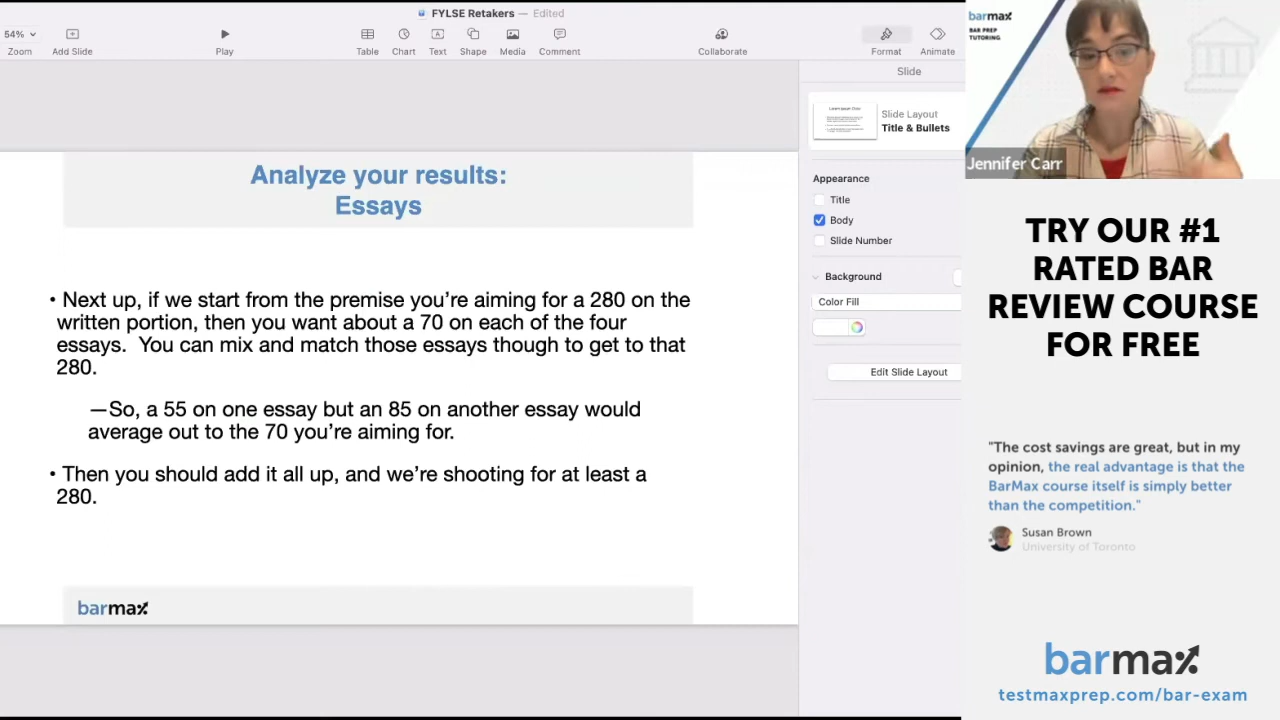 FYLSE Retakers — Edited
54%
Zoom
Add Slide
Play
Table
Chart
Text
Shape
Media
Comment
Collaborate
Format
Animate
Slide
Slide Layout
Title & Bullets
Appearance
Title
Body
Slide Number
Background
Color Fill
Edit Slide Layout
Analyze your results:
Essays
• Next up, if we start from the premise you’re aiming for a 280 on the
written portion, then you want about a 70 on each of the four
essays.  You can mix and match those essays though to get to that
280.
—So, a 55 on one essay but an 85 on another essay would
average out to the 70 you’re aiming for.
• Then you should add it all up, and we’re shooting for at least a
280.
barmax
barmax
BAR PREP
TUTORING
Jennifer Carr
TRY OUR #1
RATED BAR
REVIEW COURSE
FOR FREE
"The cost savings are great, but in my
opinion, the real advantage is that the
BarMax course itself is simply better
than the competition."
Susan Brown
University of Toronto
barmax
testmaxprep.com/bar-exam